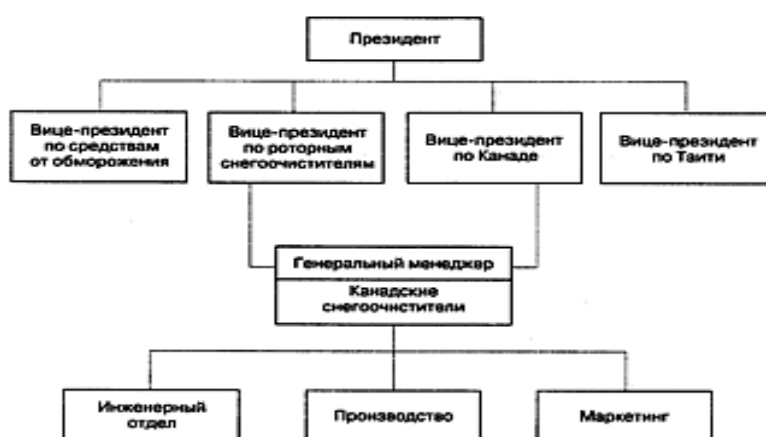 Президент
Вице-президент
по средствам
от обморожения
Вице-президент
по роторным
снегоочистителям
Вице-президент
по Канаде
Вице-президент
по Таити
Генеральный менеджер
Канадские
снегоочистители
Инженерный
отдел
Производство
Маркетинг